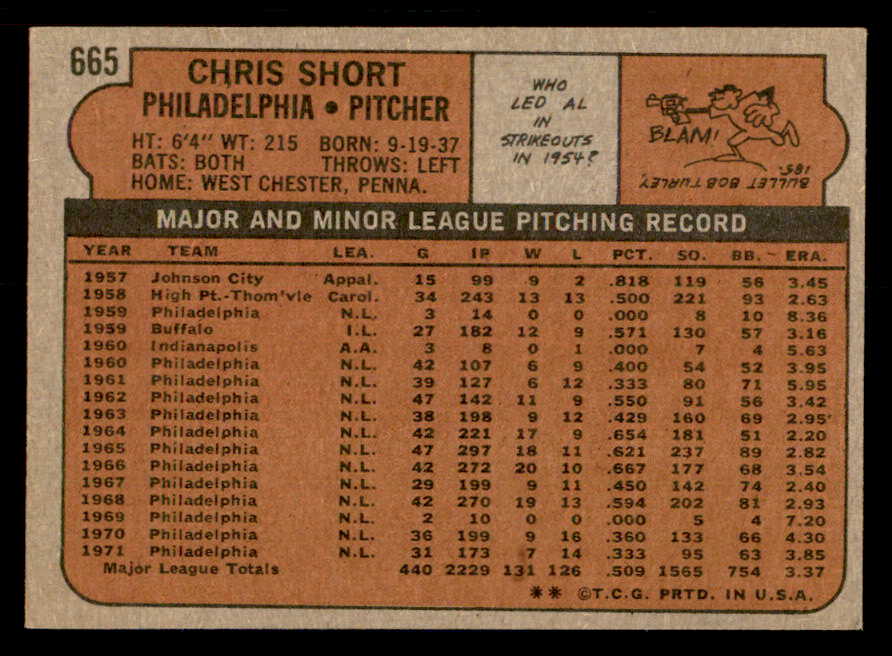 665
CHRIS SHORT
PHILADELPHIA • PITCHER
HT: 6'4" WT: 215 BORN: 9-19-37
BATS: BOTH THROWS: LEFT
HOME: WEST CHESTER, PENNA.
WHO
LED AL
IN
STRIKEOUTS
IN 1954?
BLAM!
BULLET BOB TURLEY,
185.
MAJOR AND MINOR LEAGUE PITCHING RECORD
YEAR TEAM LEA. G IP W L PCT. SO. BB. ERA.
1957 Johnson City Appal. 15 99 9 2 .818 119 56 3.45
1958 High Pt.-Thom'vle Carol. 34 243 13 13 .500 221 93 2.63
1959 Philadelphia N.L. 3 14 0 0 .000 8 10 8.36
1959 Buffalo I.L. 27 182 12 9 .571 130 57 3.16
1960 Indianapolis A.A. 3 8 0 1 .000 7 4 5.63
1960 Philadelphia N.L. 42 107 6 9 .400 54 52 3.95
1961 Philadelphia N.L. 39 127 6 12 .333 80 71 5.95
1962 Philadelphia N.L. 47 142 11 9 .550 91 56 3.42
1963 Philadelphia N.L. 38 198 9 12 .429 160 69 2.95
1964 Philadelphia N.L. 42 221 17 9 .654 181 51 2.20
1965 Philadelphia N.L. 47 297 18 11 .621 237 89 2.82
1966 Philadelphia N.L. 42 272 20 10 .667 177 68 3.54
1967 Philadelphia N.L. 29 199 9 11 .450 142 74 2.40
1968 Philadelphia N.L. 42 270 19 13 .594 202 81 2.93
1969 Philadelphia N.L. 2 10 0 0 .000 5 4 7.20
1970 Philadelphia N.L. 36 199 9 16 .360 133 66 4.30
1971 Philadelphia N.L. 31 173 7 14 .333 95 63 3.85
Major League Totals 440 2229 131 126 .509 1565 754 3.37
** ©T.C.G. PRTD. IN U.S.A.